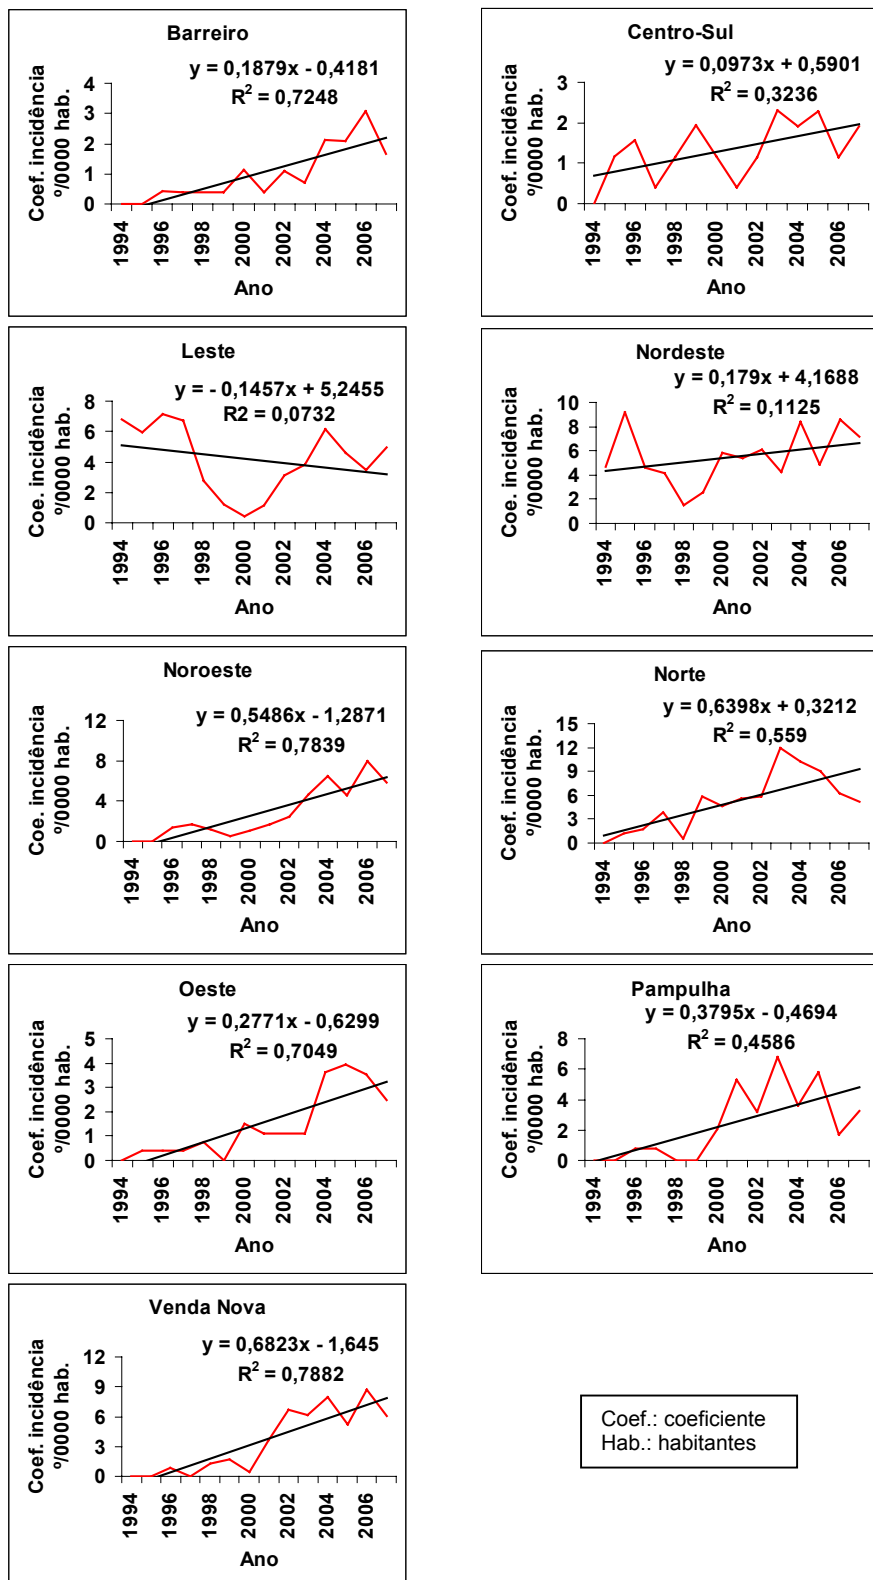 Barreiro
y = 0,1879x - 0,4181
R² = 0,7248
Coef. incidência
º/0000 hab.
4
3
2
1
0
1994
1996
1998
2000
2002
2004
2006
Ano
Centro-Sul
y = 0,0973x + 0,5901
R² = 0,3236
Coef. incidência
º/0000 hab.
3
2
1
0
1994
1996
1998
2000
2002
2004
2006
Ano
Leste
y = - 0,1457x + 5,2455
R2 = 0,0732
Coe. incidência
º/0000 hab.
8
6
4
2
0
1994
1996
1998
2000
2002
2004
2006
Ano
Nordeste
y = 0,179x + 4,1688
R² = 0,1125
Coef. incidência
º/0000 hab.
10
8
6
4
2
0
1994
1996
1998
2000
2002
2004
2006
Ano
Noroeste
y = 0,5486x - 1,2871
R² = 0,7839
Coe. incidência
º/0000 hab.
12
8
4
0
1994
1996
1998
2000
2002
2004
2006
Ano
Norte
y = 0,6398x + 0,3212
R² = 0,559
Coef. incidência
º/0000 hab.
15
12
9
6
3
0
1994
1996
1998
2000
2002
2004
2006
Ano
Oeste
y = 0,2771x - 0,6299
R² = 0,7049
Coef. incidência
º/0000 hab.
5
4
3
2
1
0
1994
1996
1998
2000
2002
2004
2006
Ano
Pampulha
y = 0,3795x - 0,4694
R² = 0,4586
Coef. incidência
º/0000 hab.
8
6
4
2
0
1994
1996
1998
2000
2002
2004
2006
Ano
Venda Nova
y = 0,6823x - 1,645
R² = 0,7882
Coef. incidência
º/0000 hab.
12
9
6
3
0
1994
1996
1998
2000
2002
2004
2006
Ano
Coef.: coeficiente
Hab.: habitantes